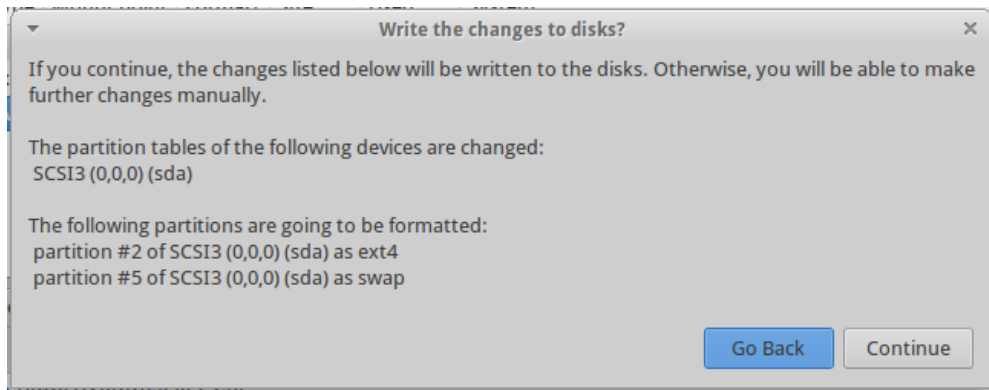 Write the changes to disks?
If you continue, the changes listed below will be written to the disks. Otherwise, you will be able to make
further changes manually.
The partition tables of the following devices are changed:
SCSI3 (0,0,0) (sda)
The following partitions are going to be formatted:
partition #2 of SCSI3 (0,0,0) (sda) as ext4
partition #5 of SCSI3 (0,0,0) (sda) as swap
Go Back
Continue